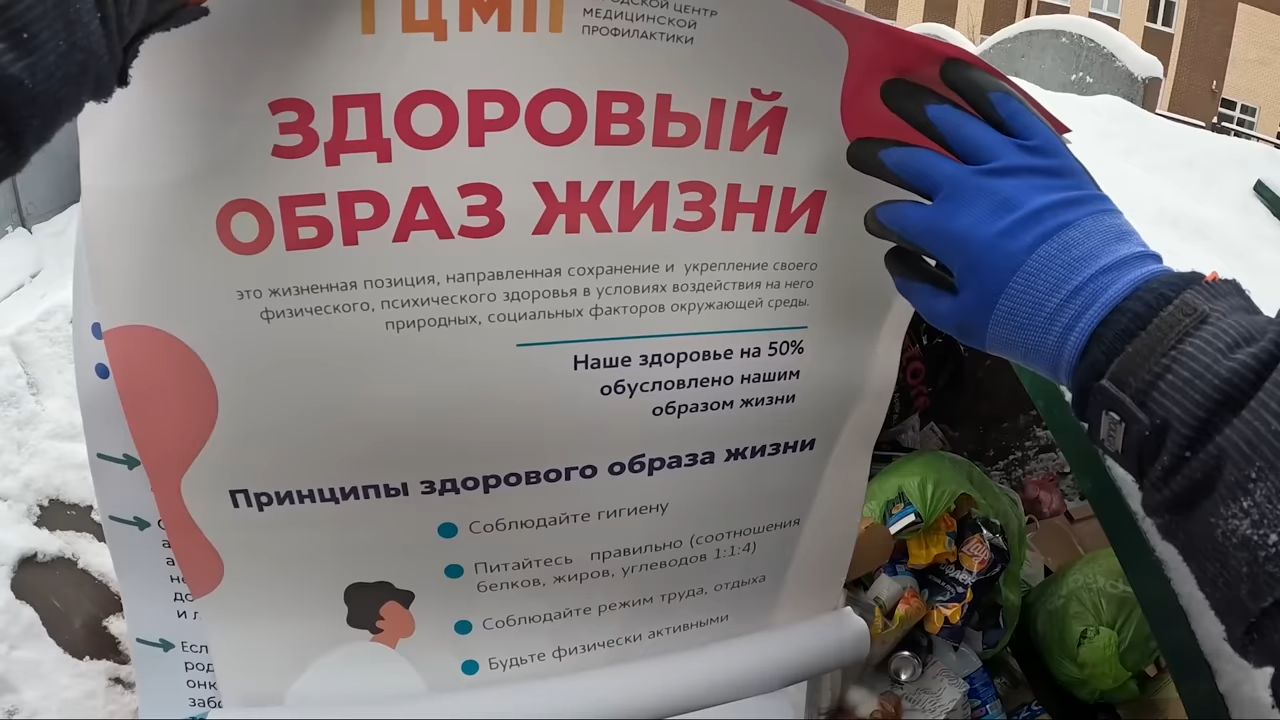 ГЦМП
МЕДИЦИНСКОЙ
ПРОФИЛАКТИКИ
ЗДОРОВЫЙ
ОБРАЗ ЖИЗНИ
это жизненная позиция, направленная сохранение и укрепление своего
физического, психического здоровья в условиях воздействия на него
природных, социальных факторов окружающей среды.
Наше здоровье на 50%
обусловлено нашим
образом жизни
Принципы здорового образа жизни
Соблюдайте гигиену
Питайтесь правильно (соотношения
белков, жиров, углеводов 1:1:4)
Соблюдайте режим труда, отдыха
Будьте физически активными
Lay's